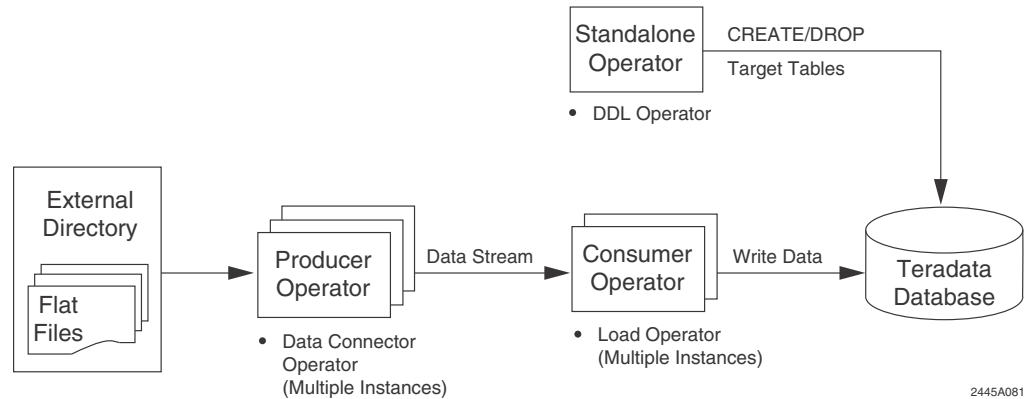 Standalone
Operator
CREATE/DROP
Target Tables
• DDL Operator
External
Directory
Flat
Files
Producer
Operator
Data Stream
Consumer
Operator
Write Data
Teradata
Database
• Data Connector
Operator
(Multiple Instances)
• Load Operator
(Multiple Instances)
2445A081